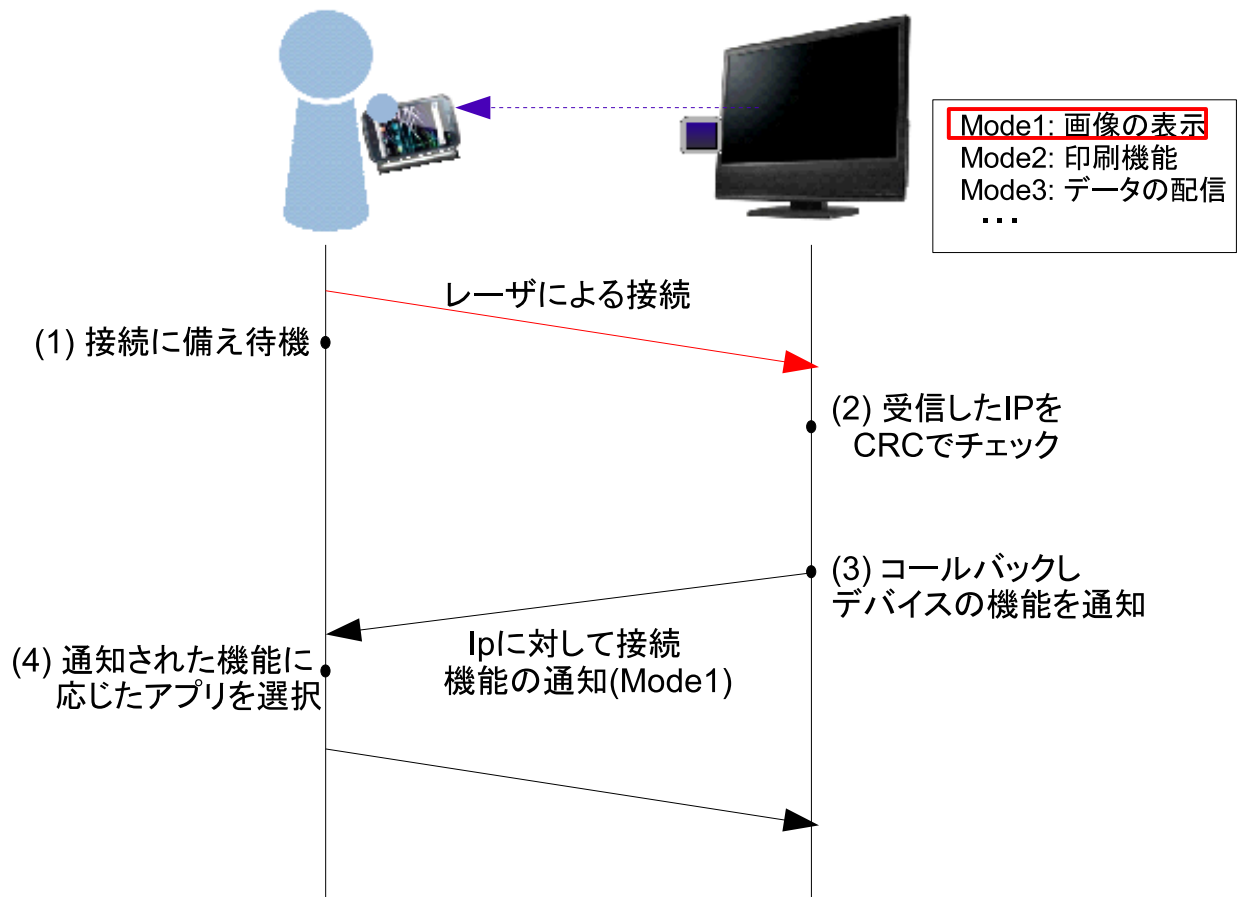 Mode1: 画像の表示
Mode2: 印刷機能
Mode3: データの配信
・・・
レーザによる接続
(1) 接続に備え待機
(2) 受信したIPを
CRCでチェック
(3) コールバックし
デバイスの機能を通知
Ipに対して接続
機能の通知(Mode1)
(4) 通知された機能に
応じたアプリを選択